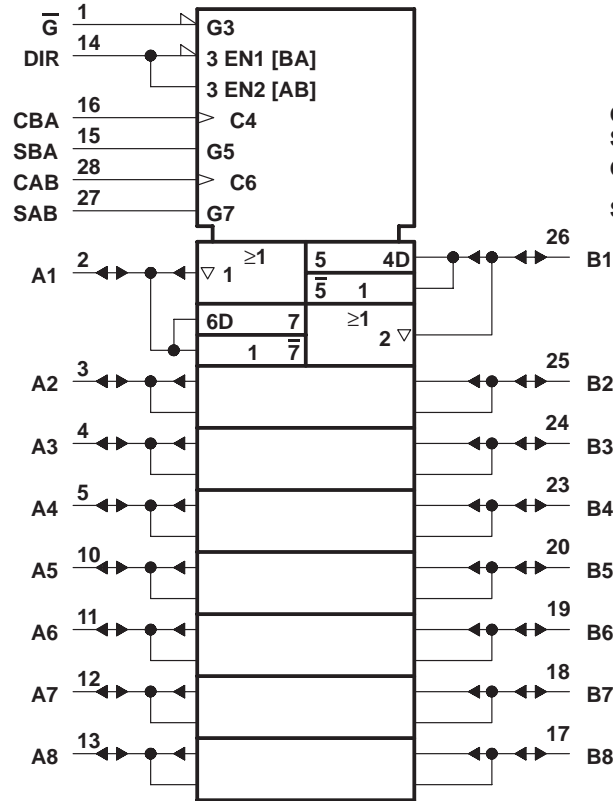 G̅ 1 G3
DIR 14 3 EN1 [BA]
3 EN2 [AB]
CBA 16 C4
SBA 15 G5
CAB 28 C6
SAB 27 G7
A1 2 ▽ 1 ≥1 5 4D 26 B1
5̅ 1
6D 7 ≥1
1 7̅ 2 ▽
A2 3 25 B2
A3 4 24 B3
A4 5 23 B4
A5 10 20 B5
A6 11 19 B6
A7 12 18 B7
A8 13 17 B8